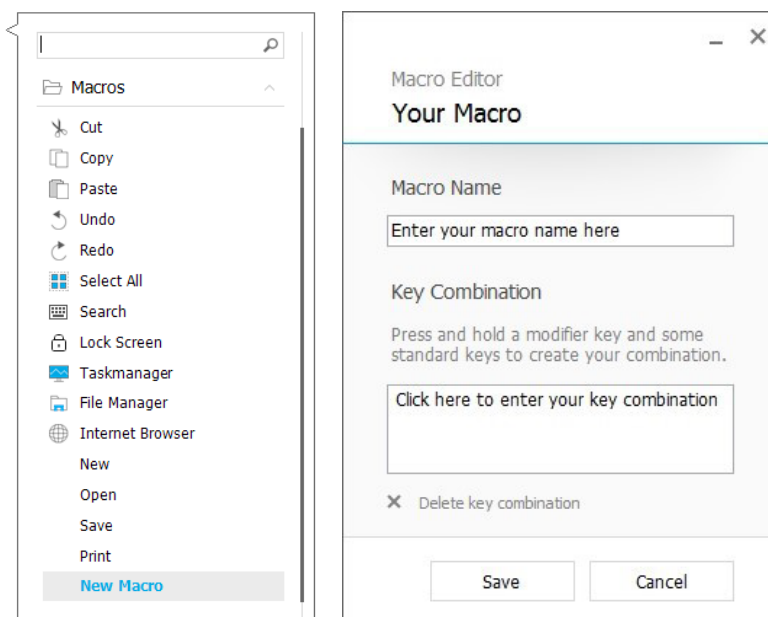 Macros
Cut
Copy
Paste
Undo
Redo
Select All
Search
Lock Screen
Taskmanager
File Manager
Internet Browser
New
Open
Save
Print
New Macro
Macro Editor
Your Macro
Macro Name
Enter your macro name here
Key Combination
Press and hold a modifier key and some
standard keys to create your combination.
Click here to enter your key combination
Delete key combination
Save
Cancel